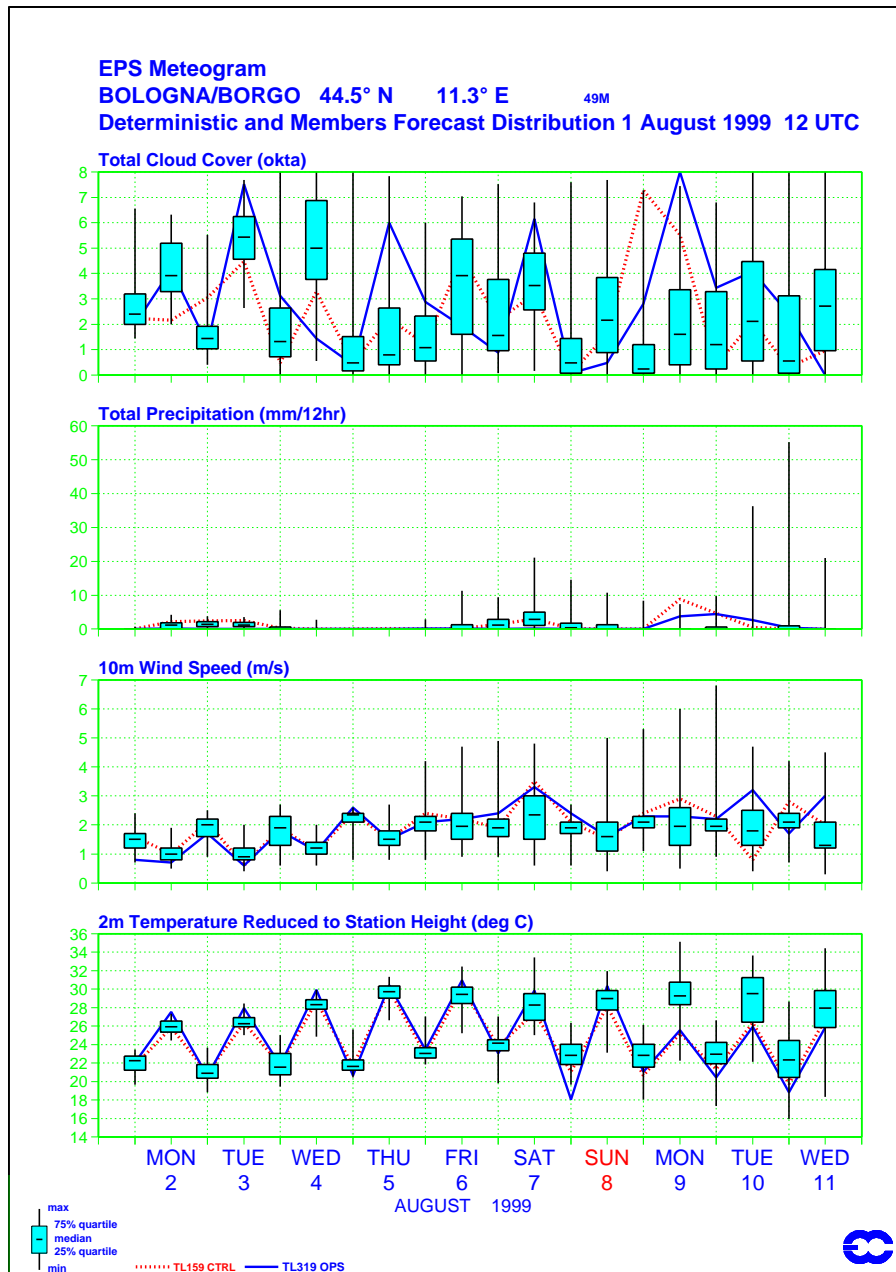 EPS Meteogram
BOLOGNA/BORGO 44.5° N 11.3° E 49M
Deterministic and Members Forecast Distribution 1 August 1999 12 UTC
Total Cloud Cover (okta)
8
7
6
5
4
3
2
1
0
Total Precipitation (mm/12hr)
60
50
40
30
20
10
0
10m Wind Speed (m/s)
7
6
5
4
3
2
1
0
2m Temperature Reduced to Station Height (deg C)
36
34
32
30
28
26
24
22
20
18
16
14
MON TUE WED THU FRI SAT SUN MON TUE WED
2 3 4 5 6 7 8 9 10 11
AUGUST 1999
max
75% quartile
median
25% quartile
min TL159 CTRL TL319 OPS